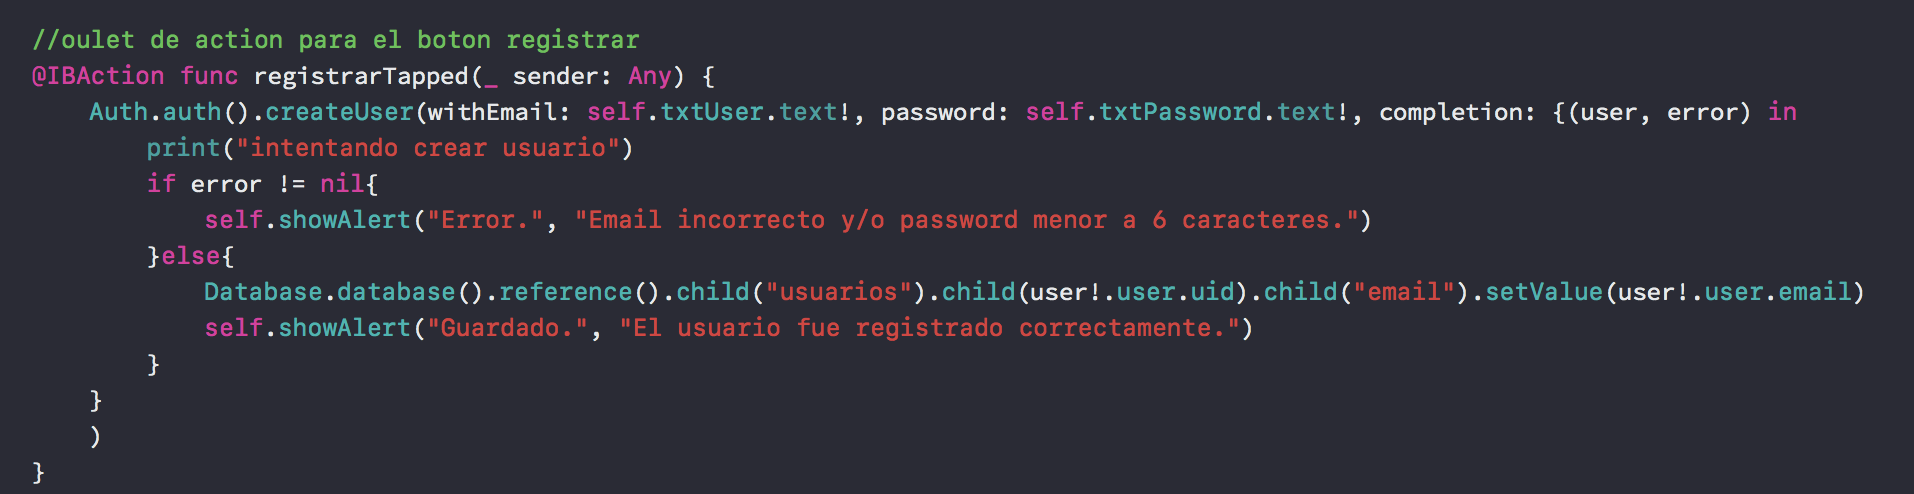 //oulet de action para el boton registrar
@IBAction func registrarTapped(_ sender: Any) {
    Auth.auth().createUser(withEmail: self.txtUser.text!, password: self.txtPassword.text!, completion: {(user, error) in
        print("intentando crear usuario")
        if error != nil{
            self.showAlert("Error.", "Email incorrecto y/o password menor a 6 caracteres.")
        }else{
            Database.database().reference().child("usuarios").child(user!.user.uid).child("email").setValue(user!.user.email)
            self.showAlert("Guardado.", "El usuario fue registrado correctamente.")
        }
    }
    )
}